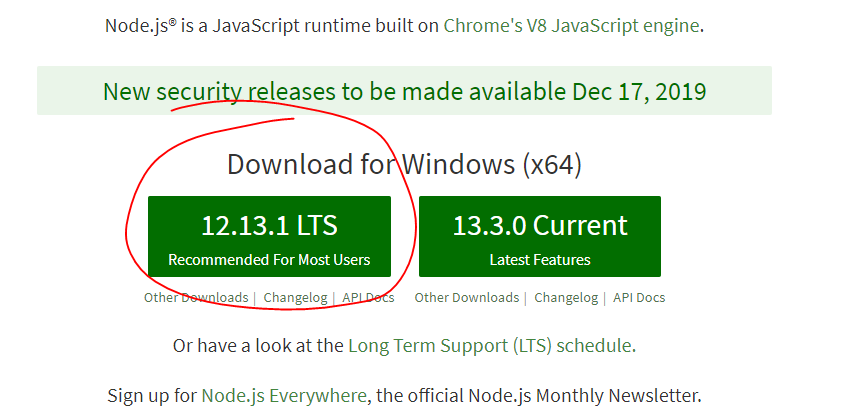 Node.js® is a JavaScript runtime built on Chrome's V8 JavaScript engine.
New security releases to be made available Dec 17, 2019
Download for Windows (x64)
12.13.1 LTS
Recommended For Most Users
13.3.0 Current
Latest Features
Other Downloads | Changelog | API Docs
Other Downloads | Changelog | API Docs
Or have a look at the Long Term Support (LTS) schedule.
Sign up for Node.js Everywhere, the official Node.js Monthly Newsletter.